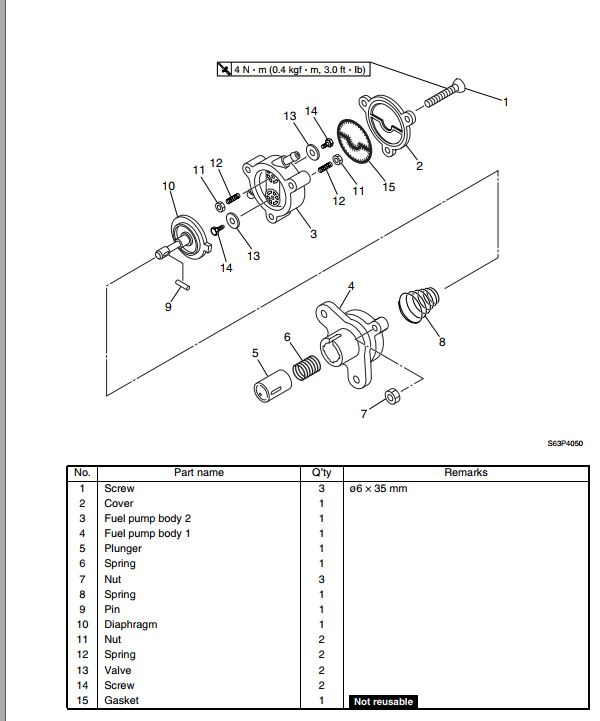 4 N · m (0.4 kgf · m, 3.0 ft · lb)
1
14
13
2
12
11
15
11
10
12
3
13
14
9
4
8
6
5
7
S63P4050
No. Part name Q'ty Remarks
1 Screw 3 ø6 × 35 mm
2 Cover 1
3 Fuel pump body 2 1
4 Fuel pump body 1 1
5 Plunger 1
6 Spring 1
7 Nut 3
8 Spring 1
9 Pin 1
10 Diaphragm 1
11 Nut 2
12 Spring 2
13 Valve 2
14 Screw 2
15 Gasket 1 Not reusable